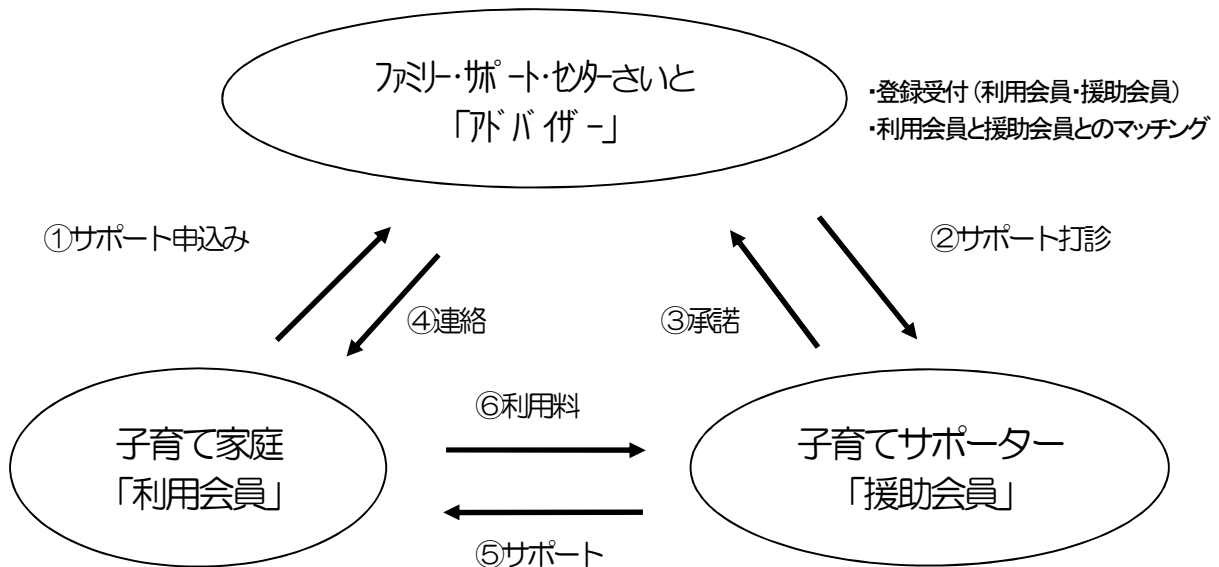 ファミリー・サポート・センターさいと
「アドバイザー」
・登録受付（利用会員・援助会員）
・利用会員と援助会員とのマッチング
①サポート申込み
②サポート打診
④連絡
③承諾
⑥利用料
子育て家庭
「利用会員」
子育てサポーター
「援助会員」
⑤サポート